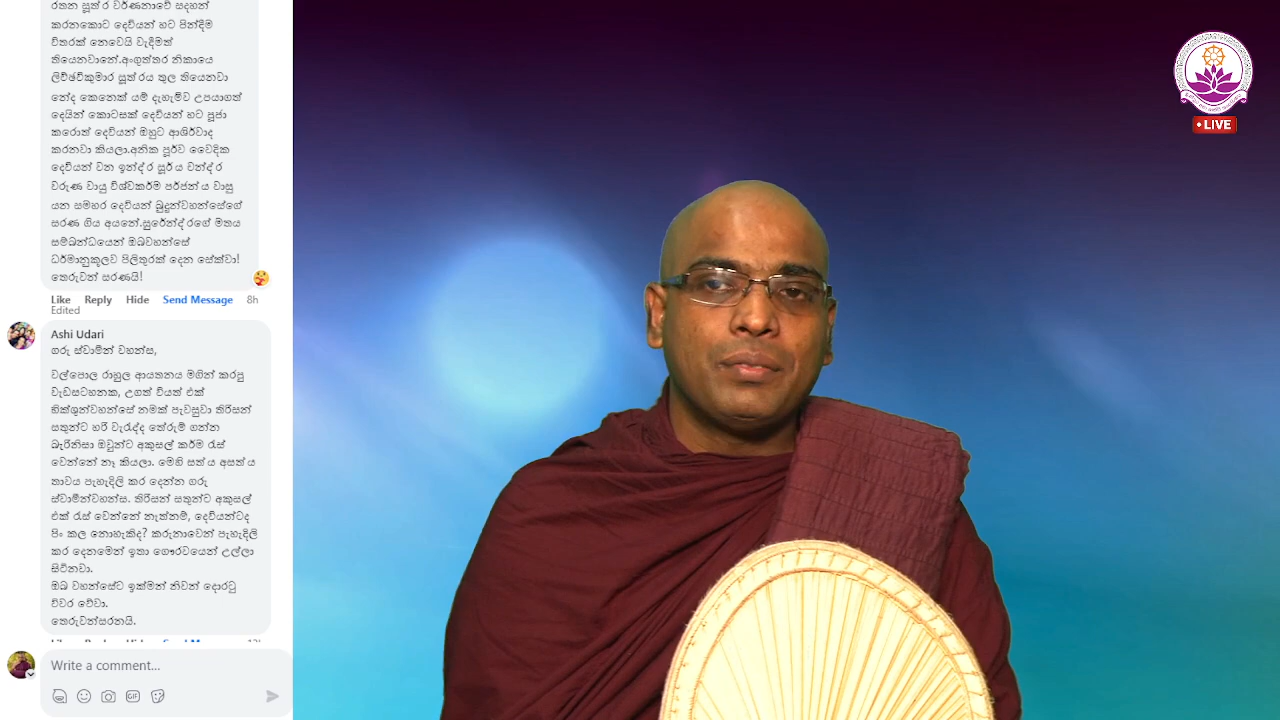 රතන සූත්‍ර වර්ණනාවේ සඳහන්
කරනකොට දෙවියන් හට පින්දීම
විතරක් නෙවෙයි වැඳීමත්
තියෙනවානේ.අංගුත්තර නිකායෙ
ලිච්ඡවිකුමාර සූත්‍රය තුල තියෙනවා
නේද කෙනෙක් යම් දැහැමිව උපයාගත්
දෙයින් කොටසක් දෙවියන් හට පූජා
කරොත් දෙවියන් ඔහුට ආශිර්වාද
කරනවා කියලා.අනික පූර්ව වෛදික
දෙවියන් වන ඉන්ද්‍ර සූර්ය චන්ද්‍ර
වරුණ වායු විශ්වකර්ම පර්ජන්ය වාසු
යන සමහර දෙවියන් බුදුන්වහන්සේගේ
සරණ ගිය අයනේ.සුරේන්ද්‍රගේ මතය
සම්බන්ධයෙන් ඔබවහන්සේ
ධර්මානුකූලව පිලිතුරක් දෙන සේක්වා!
තෙරුවන් සරණයි!
Like Reply Hide Send Message 8h
Edited
Ashi Udari
ගරු ස්වාමීන් වහන්ස,
වල්පොල රාහුල ආයතනය මගින් කරපු
වැඩසටහනක, උගත් වියත් එක්
භික්ශුන්වහන්සේ නමක් පැවසුවා තිරිසන්
සතුන්ට හරි වැරැද්ද තේරුම් ගන්න
බැරිනිසා ඔවුන්ට අකුසල් කර්ම රැස්
වෙන්නේ නෑ කියලා. මෙහි සත්ය අසත්ය
තාවය පැහැදිලි කර දෙන්න ගරු
ස්වාමීන්වහන්ස. තිරිසන් සතුන්ට අකුසල්
එක් රැස් වෙන්නේ නැත්නම්, දෙවියන්ටද
පිං කල නොහැකිද? කරුනාවෙන් පැහැදිලි
කර දෙනමෙන් ඉතා ගෞරවයෙන් උල්ලා
සිටිනවා.
ඔබ වහන්සේට ඉක්මන් නිවන් දොරටු
විවර වේවා.
තෙරුවන්සරනයි.
Write a comment...
GIF
LIVE